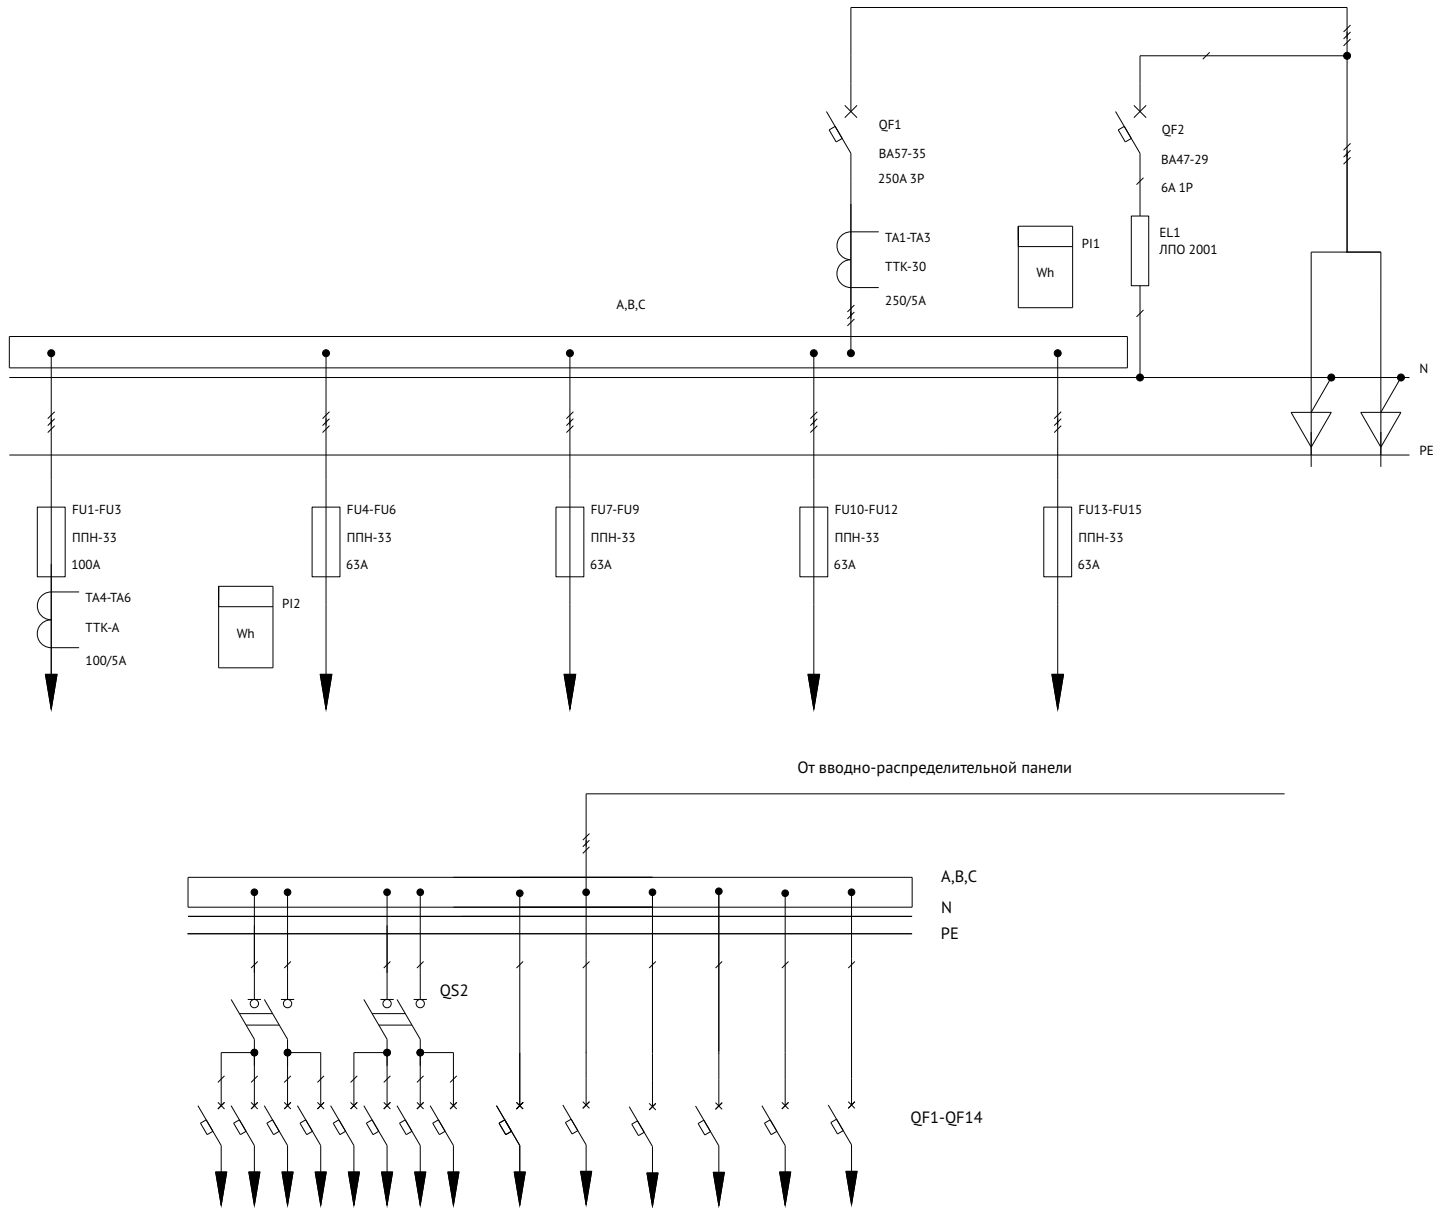 QF1
ВА57-35
250А 3Р
QF2
ВА47-29
6А 1Р
ТА1-ТА3
ТТК-30
250/5А
PI1
Wh
EL1
ЛПО 2001
А,В,С
N
PE
FU1-FU3
ППН-33
100А
FU4-FU6
ППН-33
63А
FU7-FU9
ППН-33
63А
FU10-FU12
ППН-33
63А
FU13-FU15
ППН-33
63А
ТА4-ТА6
ТТК-А
100/5А
PI2
Wh
От вводно-распределительной панели
А,В,С
N
PE
QS2
QF1-QF14